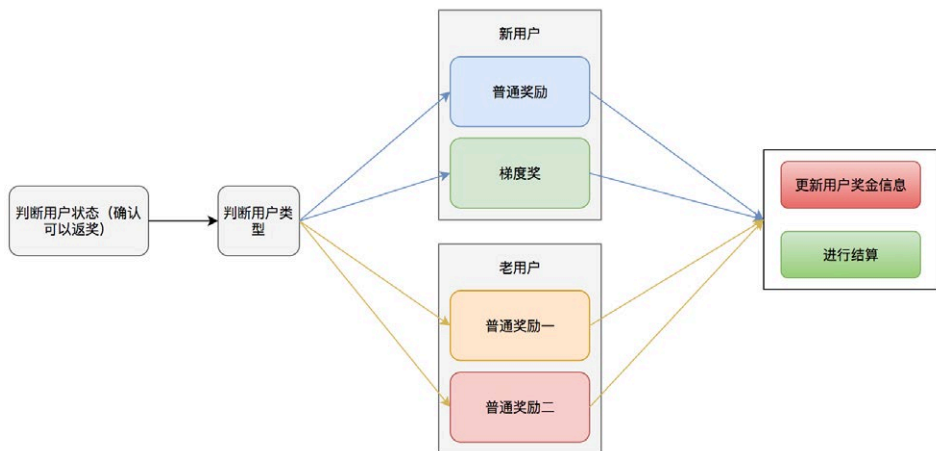 判断用户状态（确认
可以返奖）
判断用户类
型
新用户
普通奖励
梯度奖
老用户
普通奖励一
普通奖励二
更新用户奖金信息
进行结算